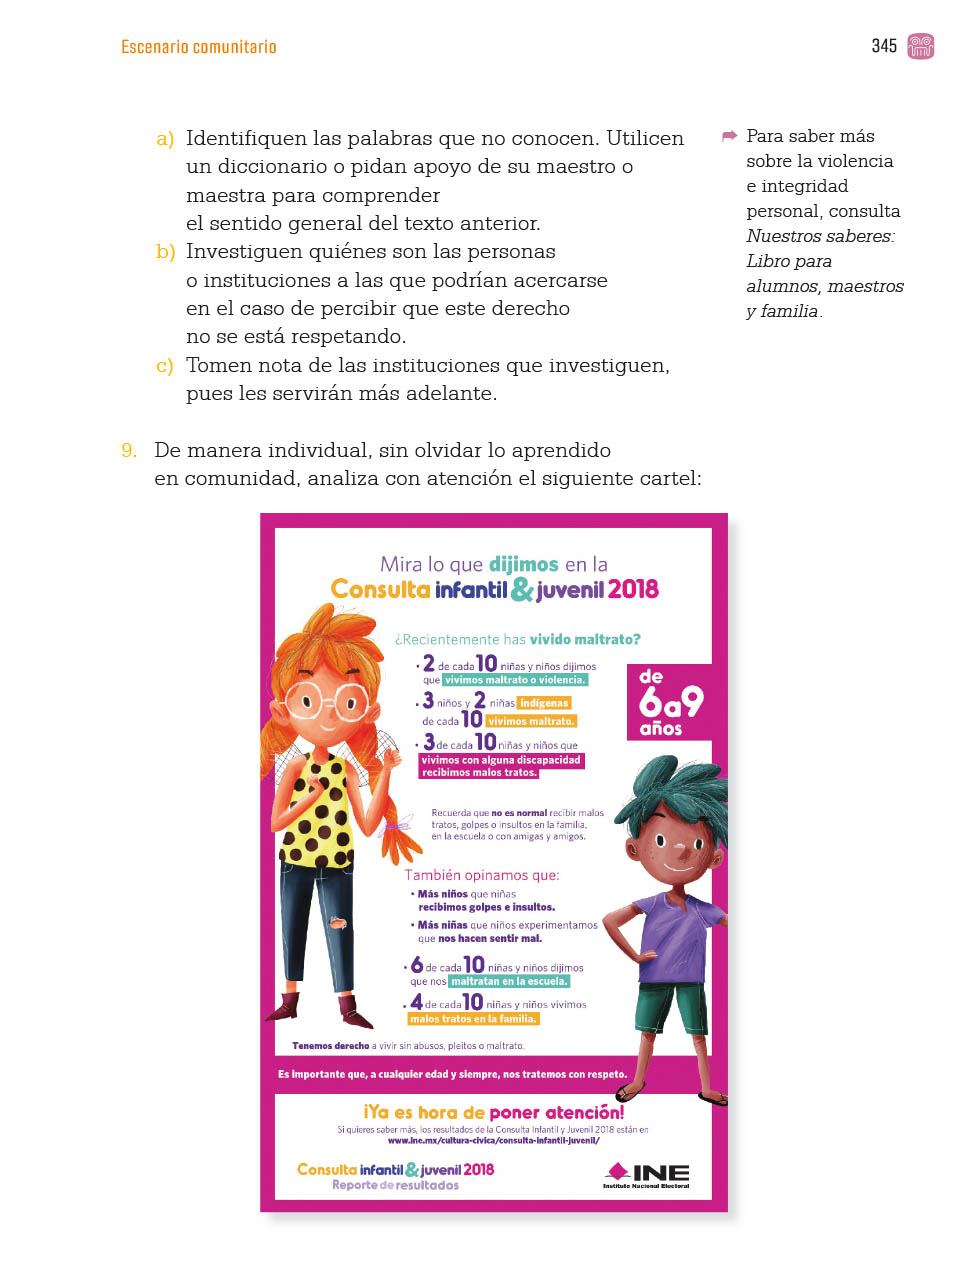 Escenario comunitario
345
a) Identifiquen las palabras que no conocen. Utilicen
un diccionario o pidan apoyo de su maestro o
maestra para comprender
el sentido general del texto anterior.
b) Investiguen quiénes son las personas
o instituciones a las que podrían acercarse
en el caso de percibir que este derecho
no se está respetando.
c) Tomen nota de las instituciones que investiguen,
pues les servirán más adelante.
Para saber más
sobre la violencia
e integridad
personal, consulta
Nuestros saberes:
Libro para
alumnos, maestros
y familia.
9. De manera individual, sin olvidar lo aprendido
en comunidad, analiza con atención el siguiente cartel:
Mira lo que dijimos en la
Consulta infantil & juvenil 2018
¿Recientemente has vivido maltrato?
• 2 de cada 10 niñas y niños dijimos
que vivimos maltrato o violencia.
• 3 niños y 2 niñas indígenas
de cada 10 vivimos maltrato.
• 3 de cada 10 niñas y niños que
vivimos con alguna discapacidad
recibimos malos tratos.
de
6a9
años
Recuerda que no es normal recibir malos
tratos, golpes o insultos en la familia,
en la escuela o con amigas y amigos.
También opinamos que:
• Más niños que niñas
recibimos golpes e insultos.
• Más niñas que niños experimentamos
que nos hacen sentir mal.
• 6 de cada 10 niñas y niños dijimos
que nos maltratan en la escuela.
• 4 de cada 10 niñas y niños vivimos
malos tratos en la familia.
Tenemos derecho a vivir sin abusos, pleitos o maltrato.
Es importante que, a cualquier edad y siempre, nos tratemos con respeto.
¡Ya es hora de poner atención!
Si quieres saber más, los resultados de la Consulta Infantil y Juvenil 2018 están en
www.ine.mx/cultura-civica/consulta-infantil-juvenil/
Consulta infantil & juvenil 2018
Reporte de resultados
INE
Instituto Nacional Electoral